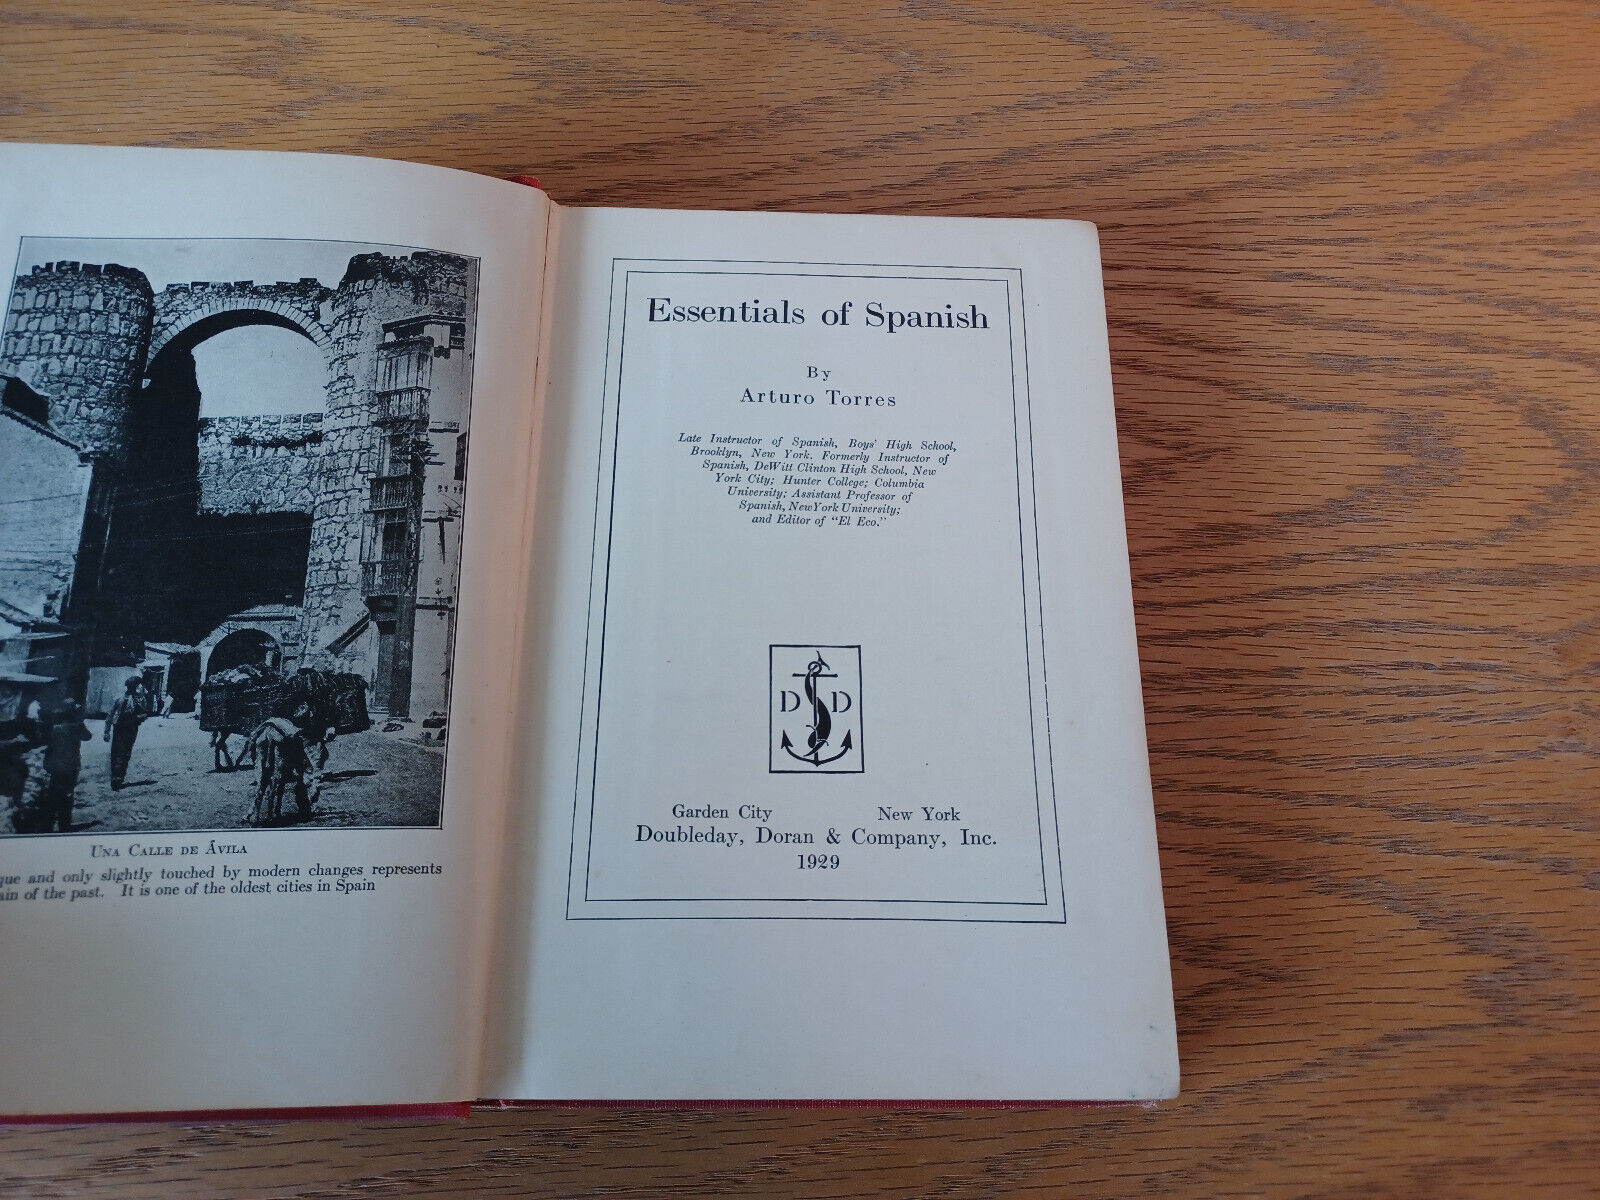 UNA CALLE DE ÁVILA
que and only slightly touched by modern changes represents
ain of the past. It is one of the oldest cities in Spain
Essentials of Spanish
By
Arturo Torres
Late Instructor of Spanish, Boys' High School,
Brooklyn, New York. Formerly Instructor of
Spanish, DeWitt Clinton High School, New
York City; Hunter College; Columbia
University; Assistant Professor of
Spanish, NewYork University;
and Editor of "El Eco."
D D
Garden City New York
Doubleday, Doran & Company, Inc.
1929